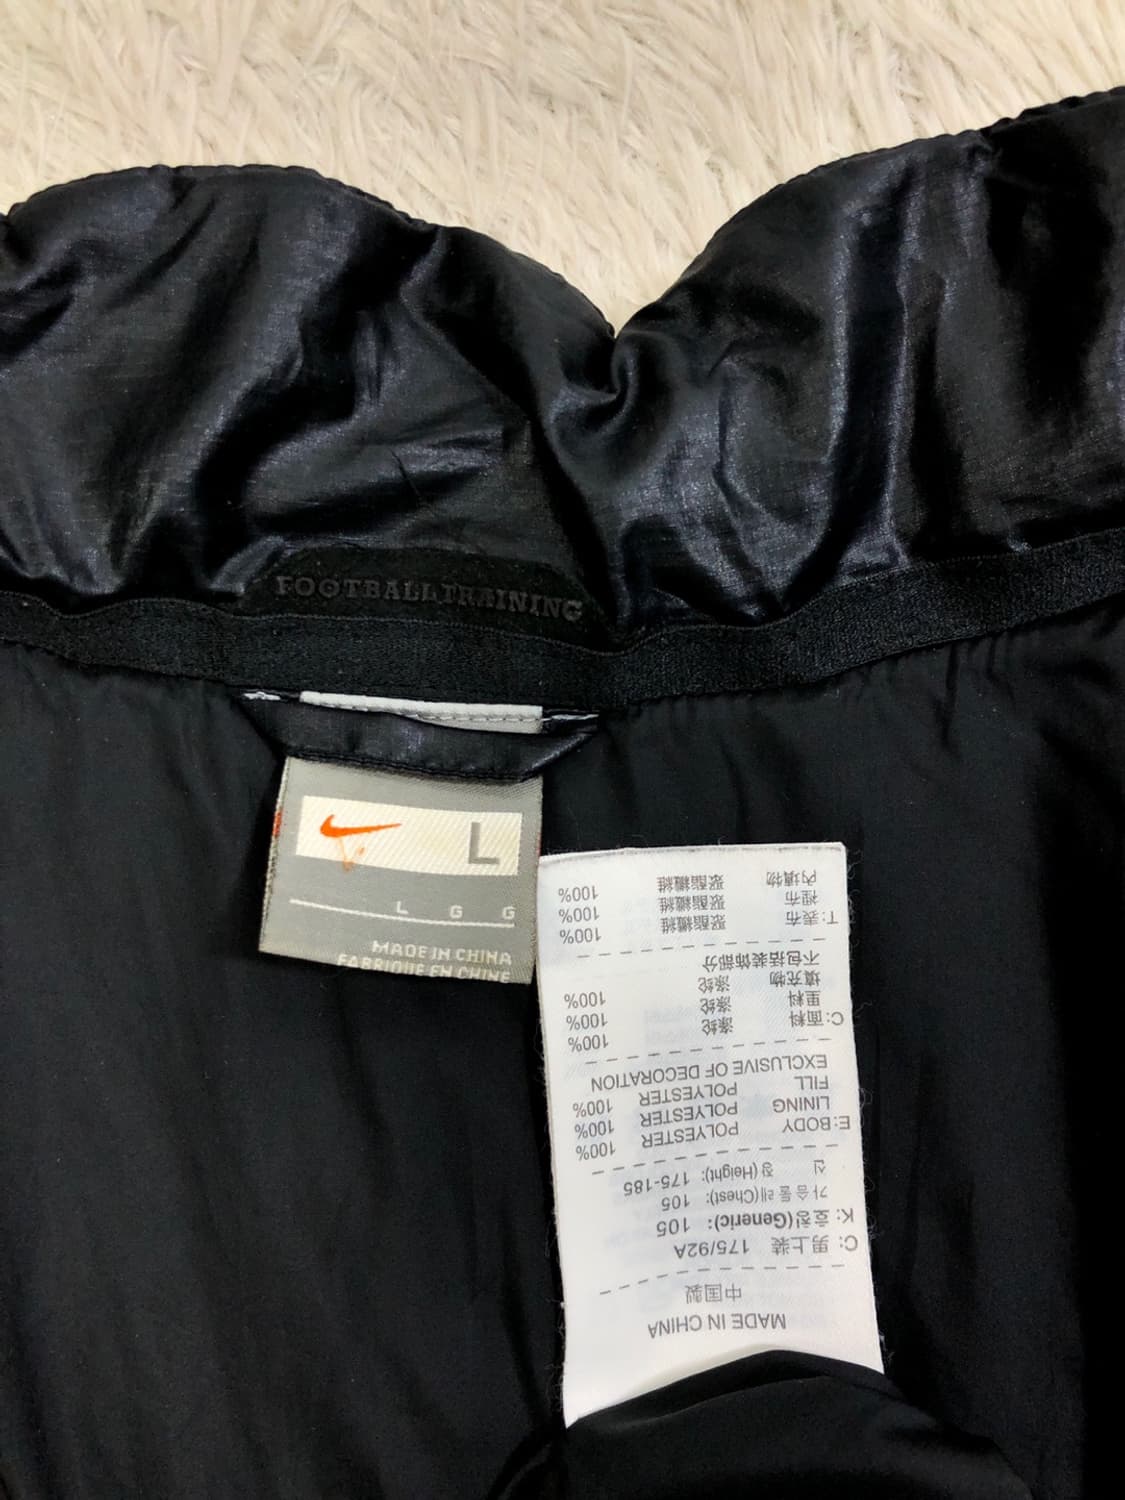 FOOTBALL TRAINING
L
L G G
MADE IN CHINA
FABRIQUE EN CHINE
MADE IN CHINA
中国製
C: 男上装 175/92A
K: 호칭(Generic): 105
가슴둘레(Chest): 105
신 장(Height): 175-185
E: BODY POLYESTER 100%
LINING POLYESTER 100%
FILL POLYESTER 100%
EXCLUSIVE OF DECORATION
C: 面料 涤纶 100%
里料 涤纶 100%
填充物 涤纶 100%
不包括装饰部分
T: 表布 聚酯纖維 100%
裡布 聚酯纖維 100%
內填物 聚酯纖維 100%